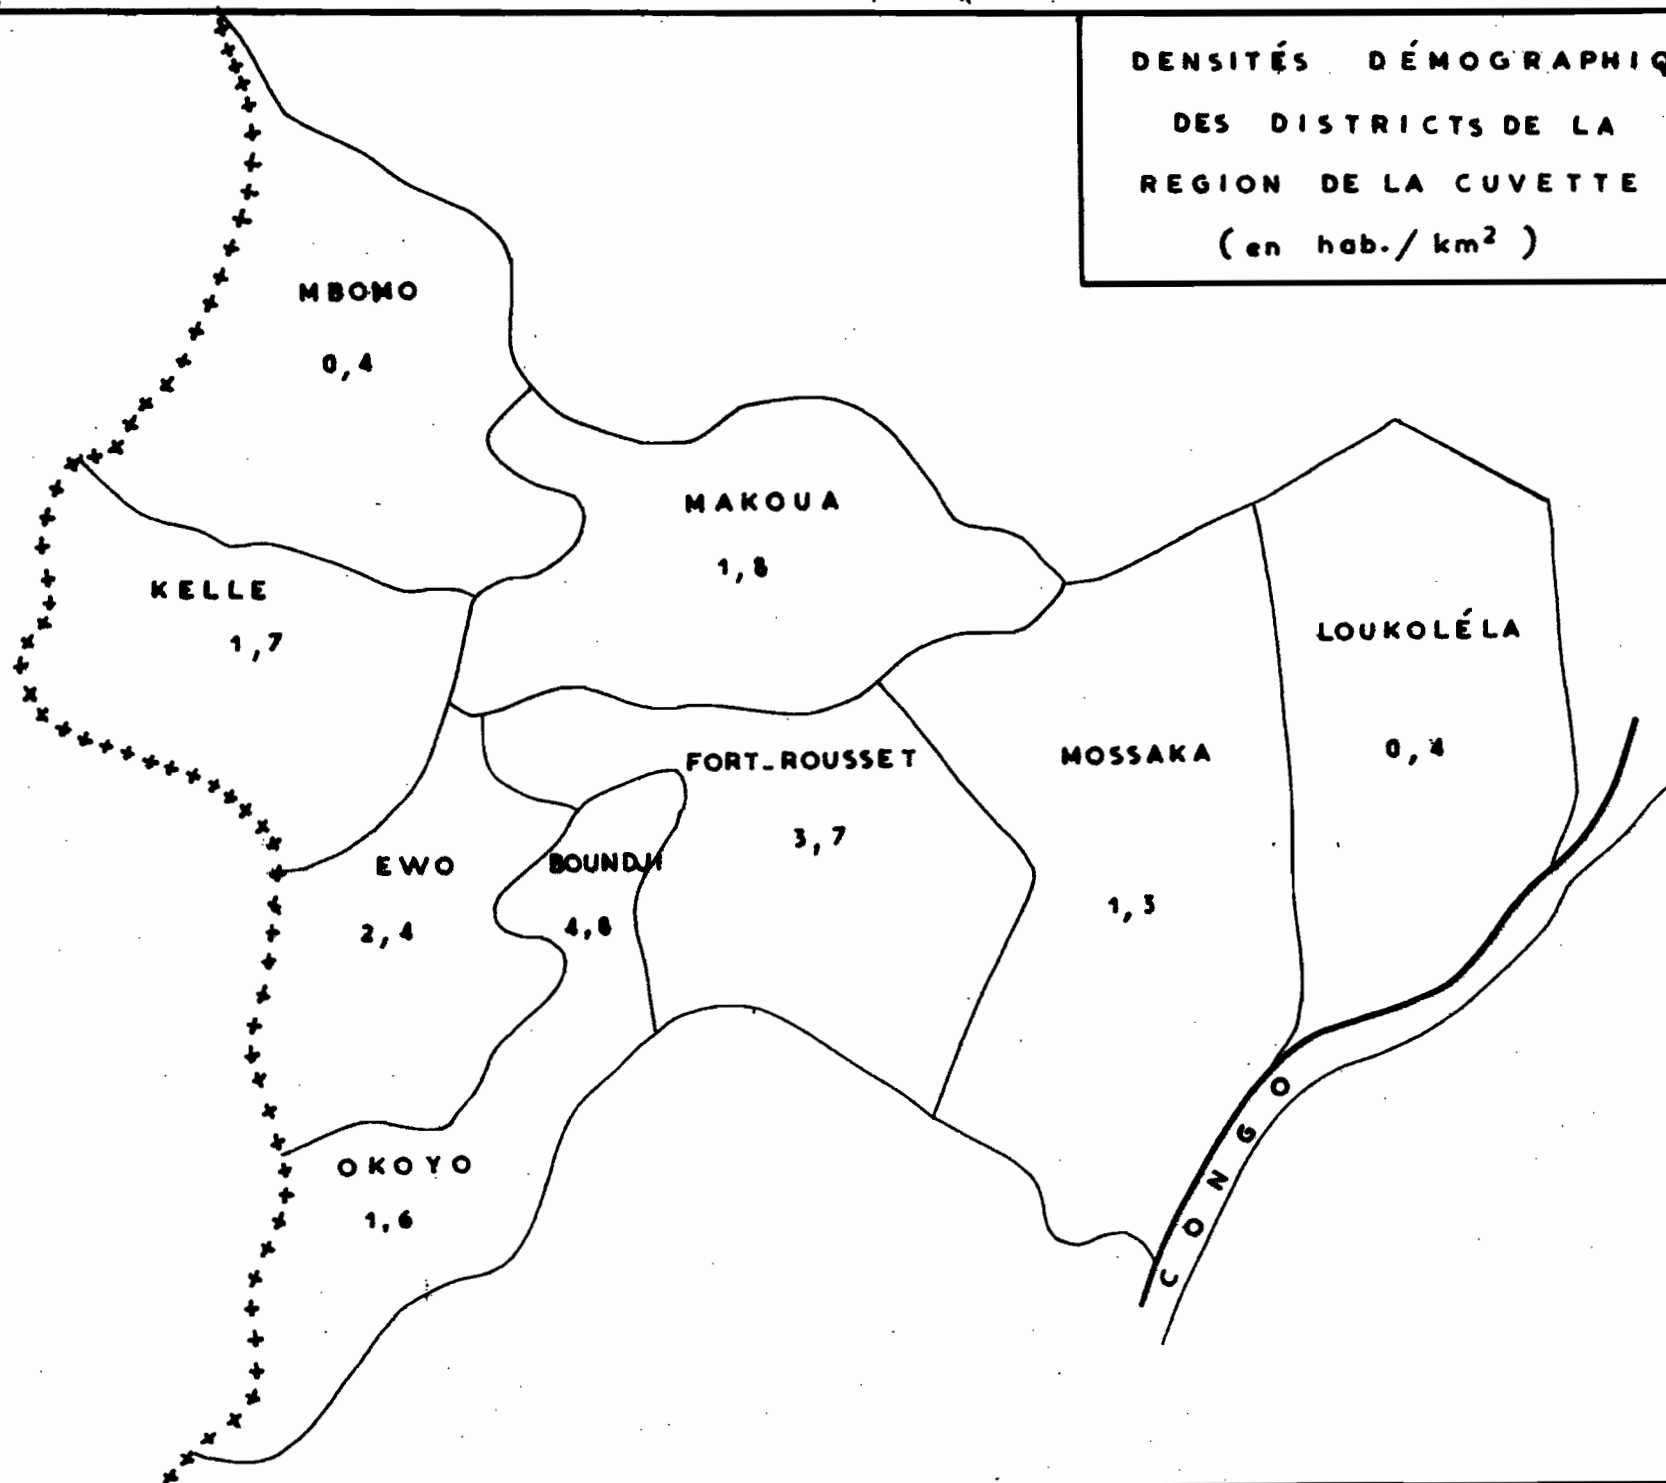 DENSITÉS DÉMOGRAPHIQ
DES DISTRICTS DE LA
REGION DE LA CUVETTE
(en hab./km²)
MBOMO
0,4
MAKOUA
1,8
KELLE
1,7
LOUKOLÉLA
0,4
FORT-ROUSSET
3,7
MOSSAKA
1,3
EWO
2,4
BOUNDJI
4,8
OKOYO
1,6
CONGO